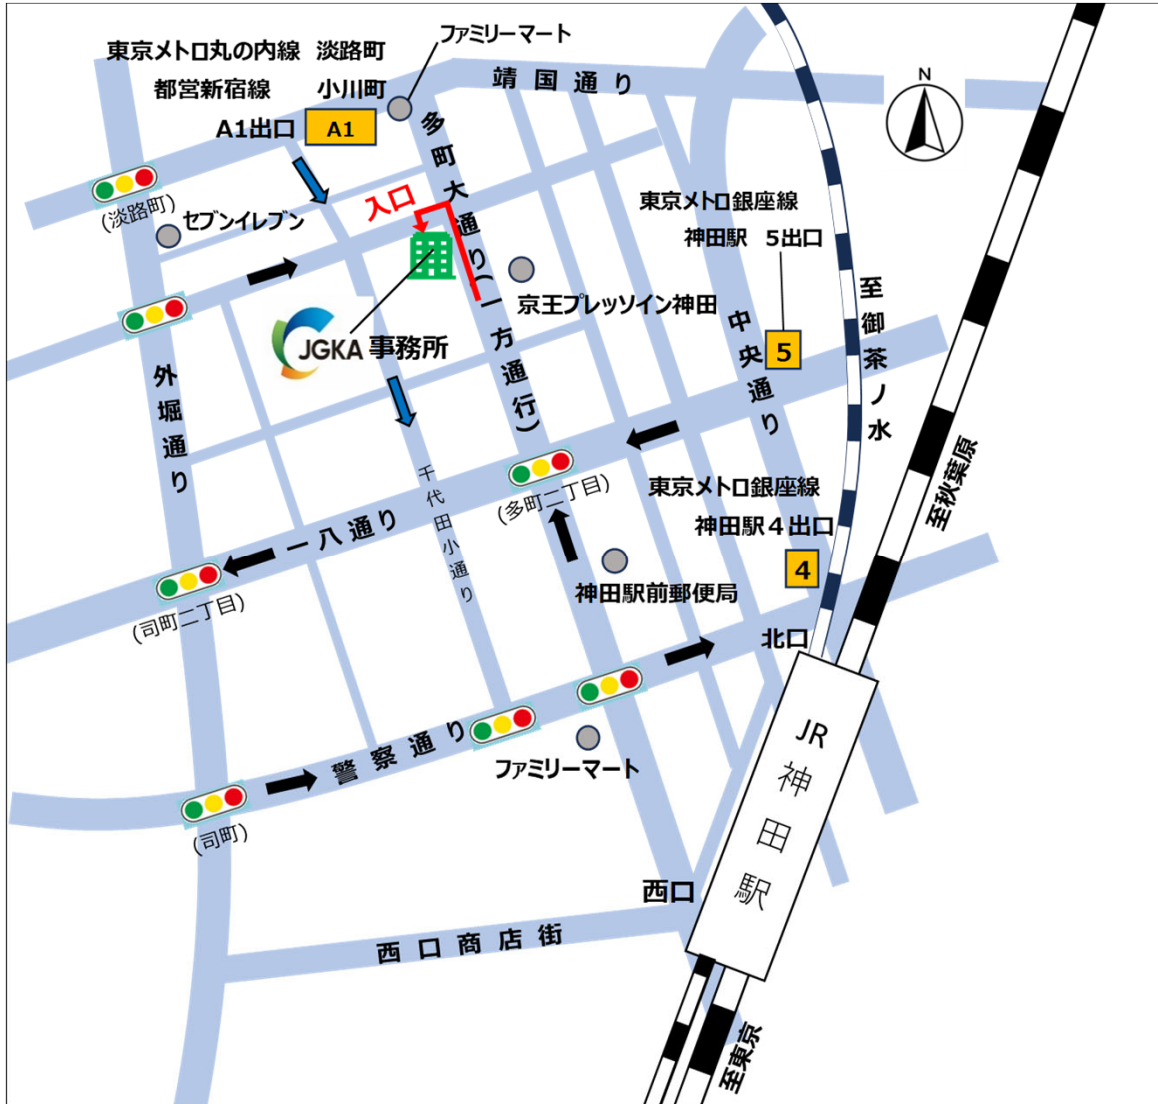 ファミリーマート
東京メトロ丸の内線 淡路町
都営新宿線 小川町
A1出口 A1
靖国通り
N
多町大通り(一方通行)
(淡路町)
セブンイレブン
入口
東京メトロ銀座線
神田駅 5出口
5
京王プレッソイン神田
至御茶ノ水
JGKA 事務所
中央通り
外堀通り
至秋葉原
千代田小通り
一八通り
(多町二丁目)
東京メトロ銀座線
神田駅4出口
4
(司町二丁目)
神田駅前郵便局
北口
警察通り
ファミリーマート
(司町)
JR神田駅
西口
西口商店街
至東京